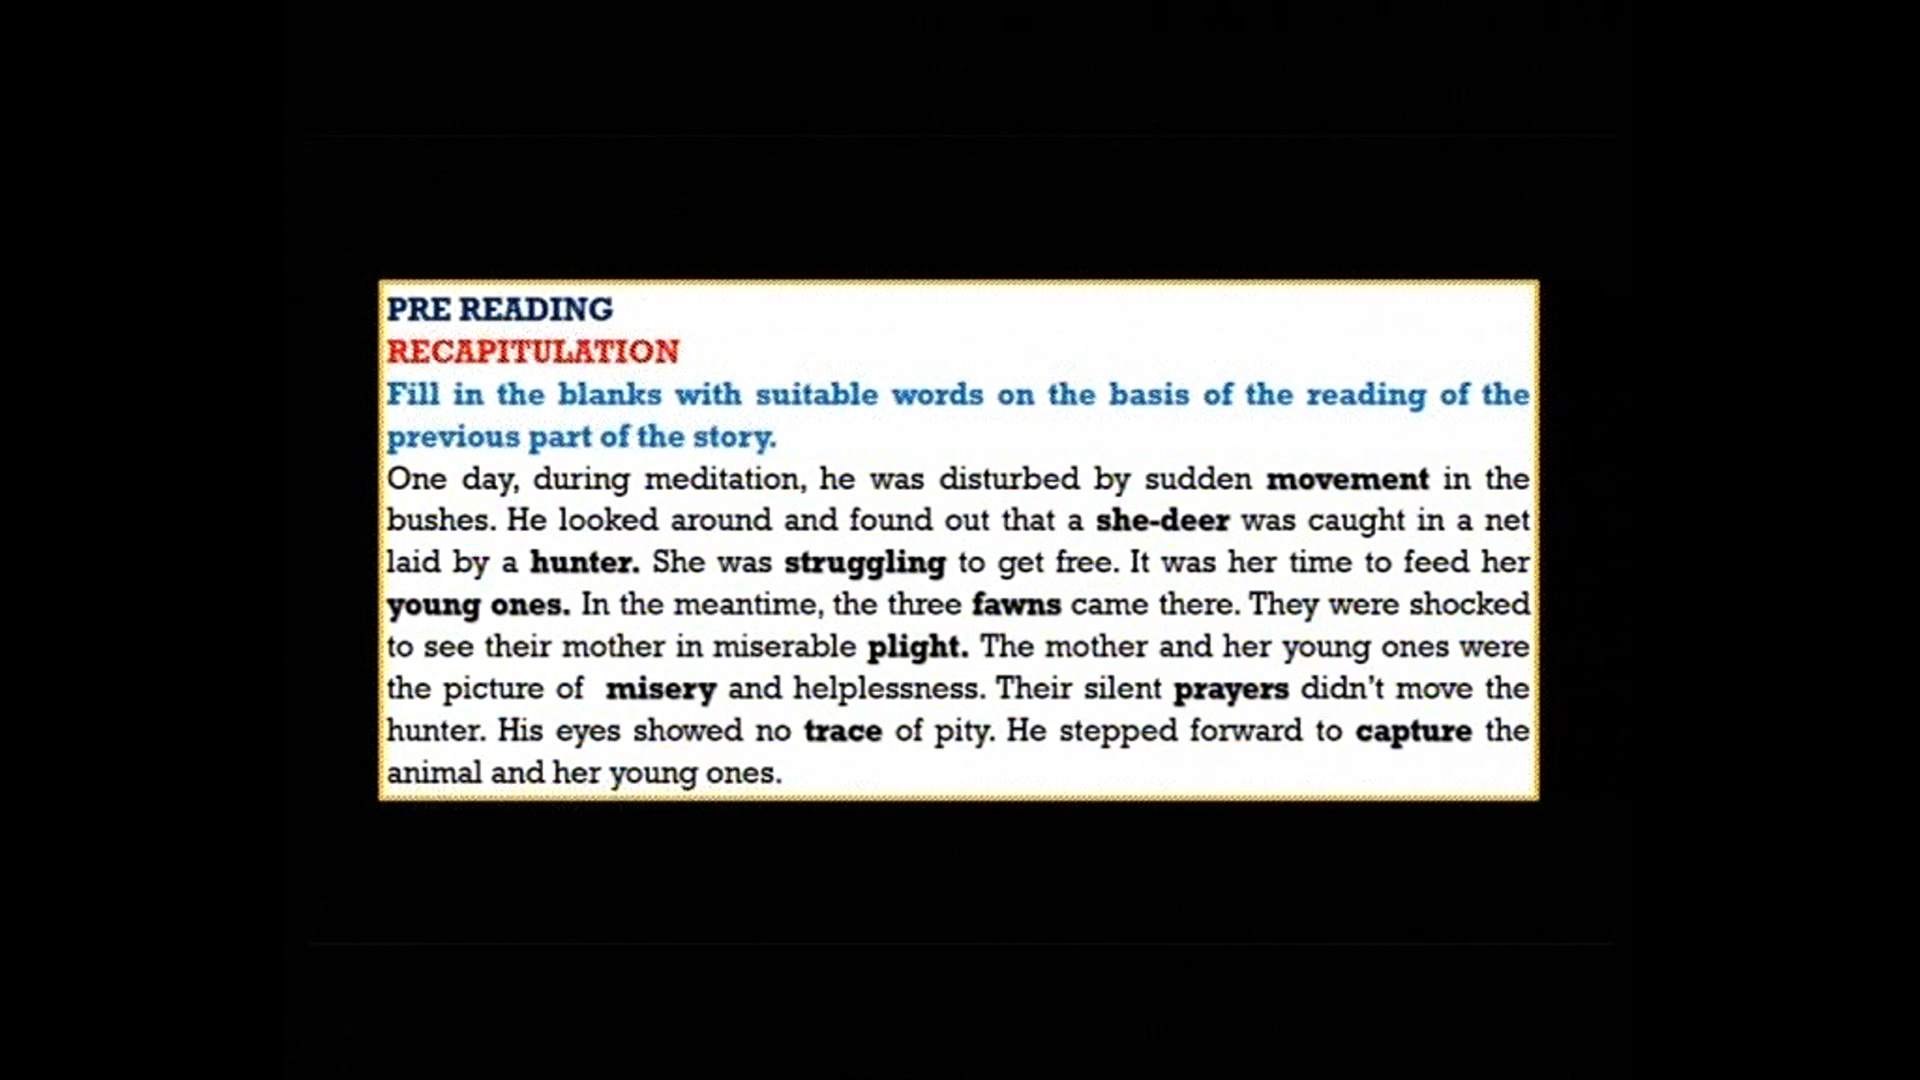 PRE READING
RECAPITULATION
Fill in the blanks with suitable words on the basis of the reading of the
previous part of the story.
One day, during meditation, he was disturbed by sudden movement in the
bushes. He looked around and found out that a she-deer was caught in a net
laid by a hunter. She was struggling to get free. It was her time to feed her
young ones. In the meantime, the three fawns came there. They were shocked
to see their mother in miserable plight. The mother and her young ones were
the picture of misery and helplessness. Their silent prayers didn't move the
hunter. His eyes showed no trace of pity. He stepped forward to capture the
animal and her young ones.